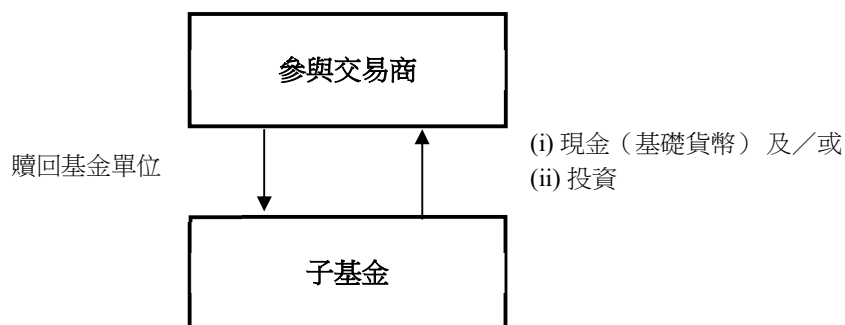 參與交易商
贖回基金單位
(i) 現金（基礎貨幣） 及／或
(ii) 投資
子基金